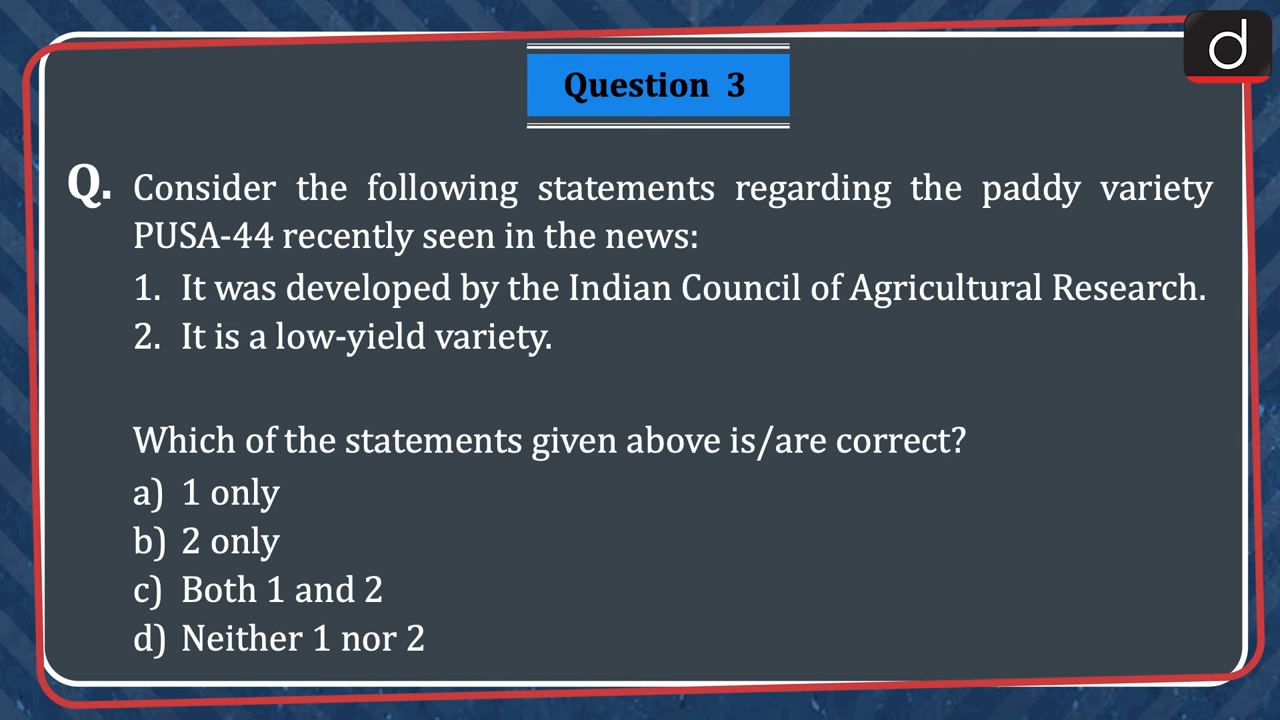 d
Question 3
Q. Consider the following statements regarding the paddy variety
PUSA-44 recently seen in the news:
1. It was developed by the Indian Council of Agricultural Research.
2. It is a low-yield variety.
Which of the statements given above is/are correct?
a) 1 only
b) 2 only
c) Both 1 and 2
d) Neither 1 nor 2